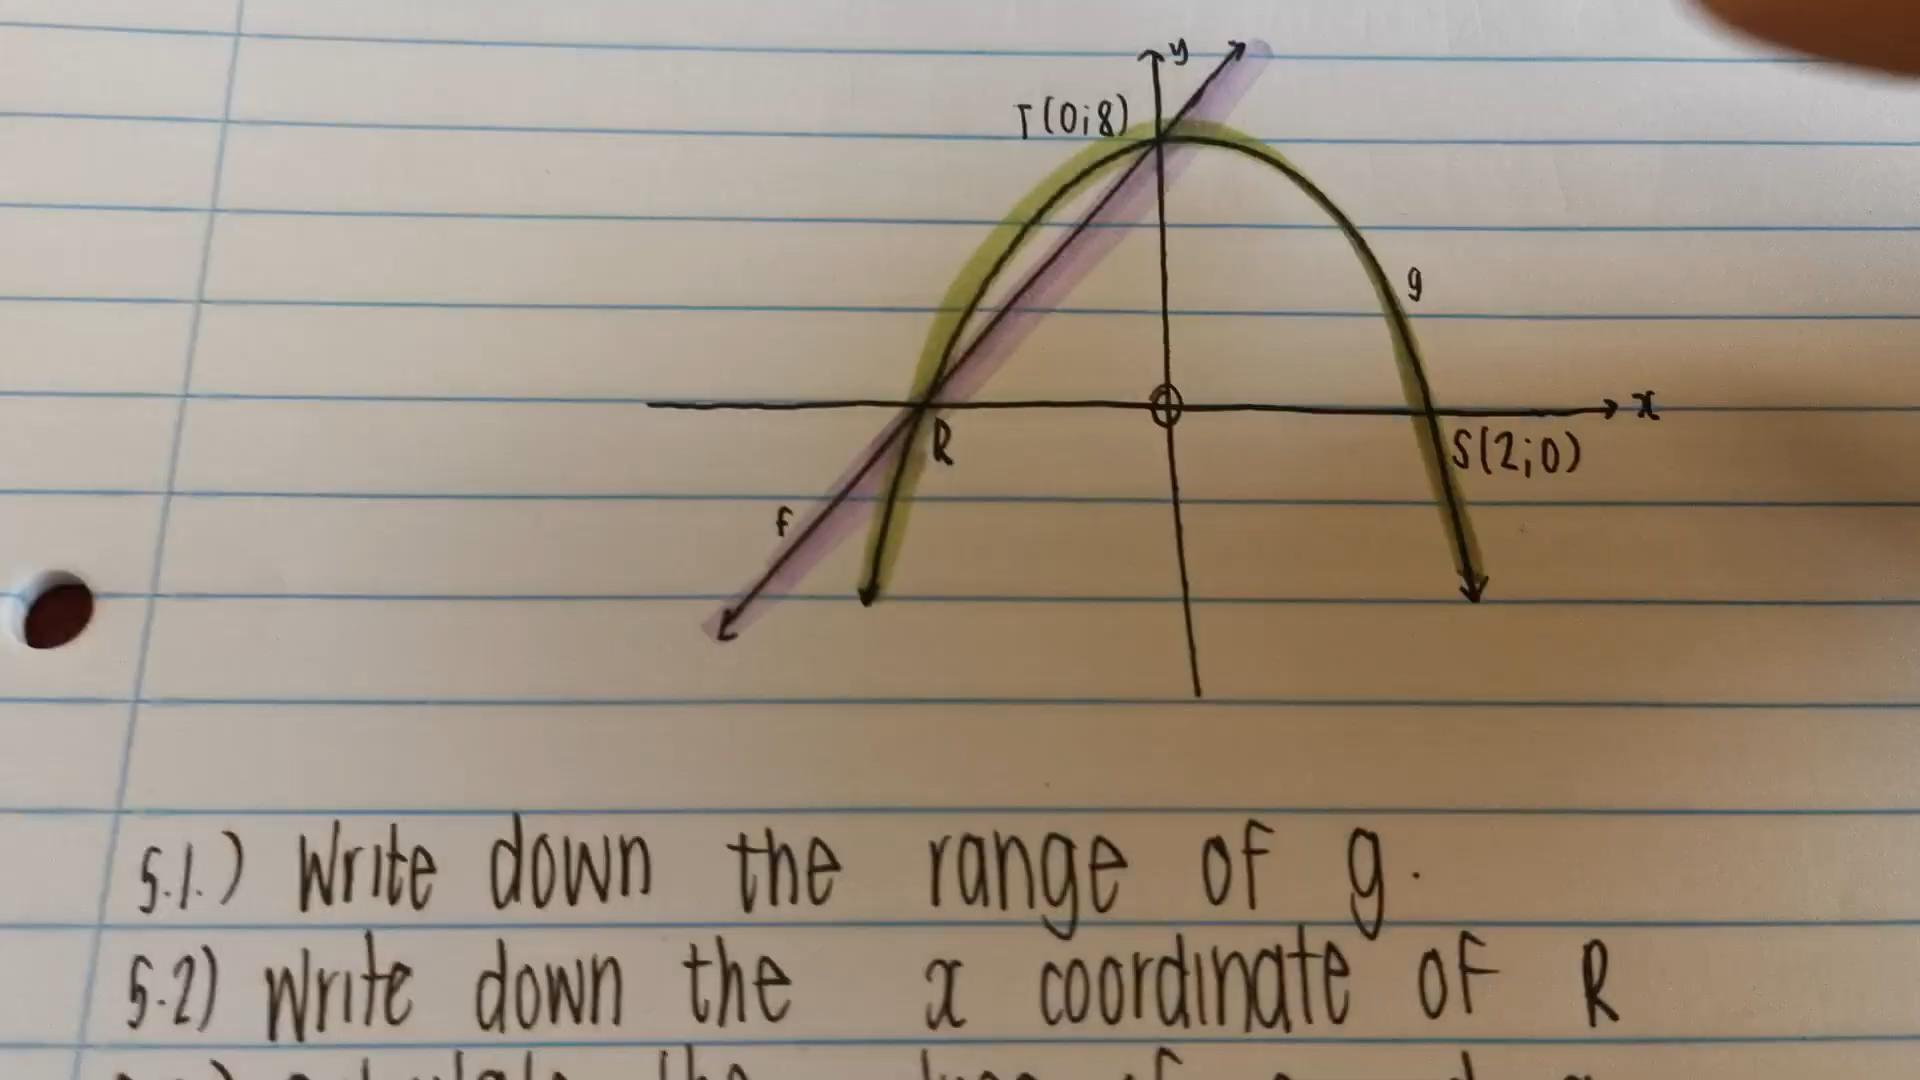 y
T(0;8)
g
x
R
S(2;0)
f
5.1.) Write down the range of g.
5.2) Write down the x coordinate of R